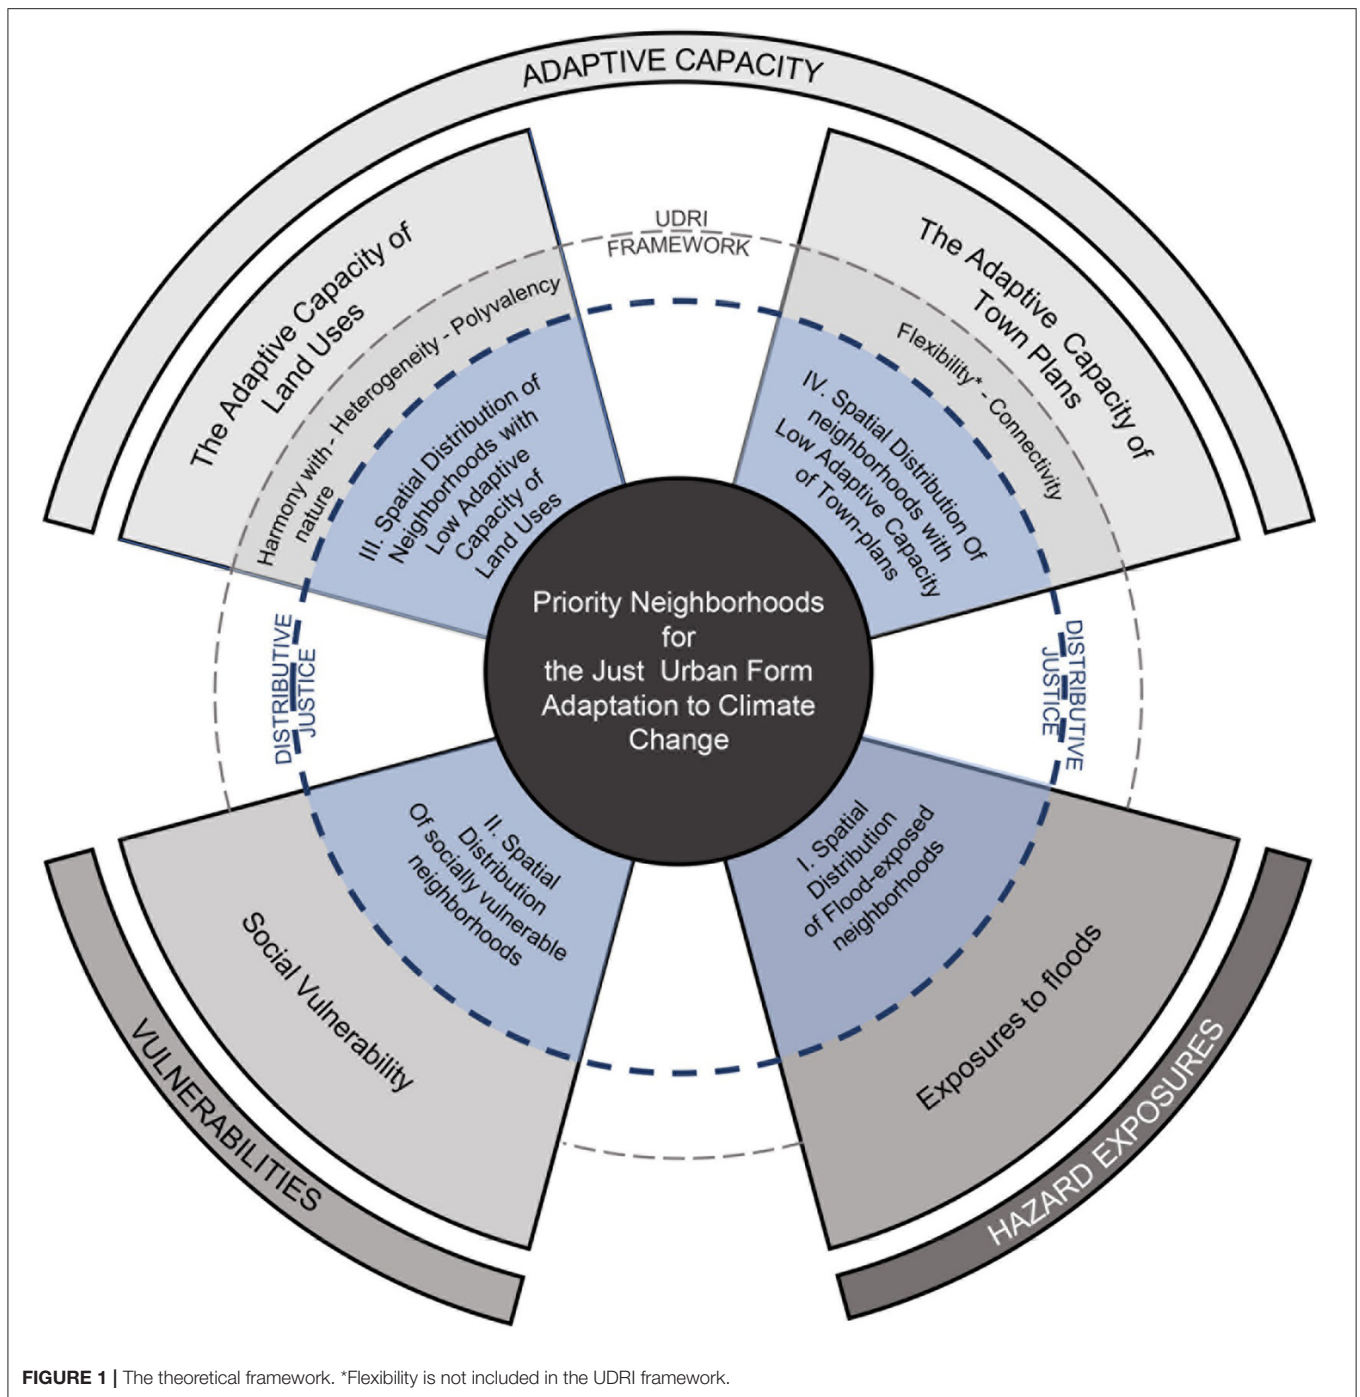 ADAPTIVE CAPACITY
UDRI
FRAMEWORK
The Adaptive Capacity of
Land Uses
Harmony with - Heterogeneity - Polyvalency
nature
III. Spatial Distribution of
Neighborhoods with
Low Adaptive
Capacity of
Land Uses
The Adaptive Capacity of
Town Plans
Flexibility* - Connectivity
IV. Spatial Distribution Of
neighborhoods with
Low Adaptive Capacity
of Town-plans
Priority Neighborhoods
for
the Just Urban Form
Adaptation to Climate
Change
DISTRIBUTIVE
JUSTICE
DISTRIBUTIVE
JUSTICE
II. Spatial
Distribution
Of socially vulnerable
neighborhoods
Social Vulnerability
VULNERABILITIES
I. Spatial
Distribution
of Flood-exposed
neighborhoods
Exposures to floods
HAZARD EXPOSURES
FIGURE 1 | The theoretical framework. *Flexibility is not included in the UDRI framework.